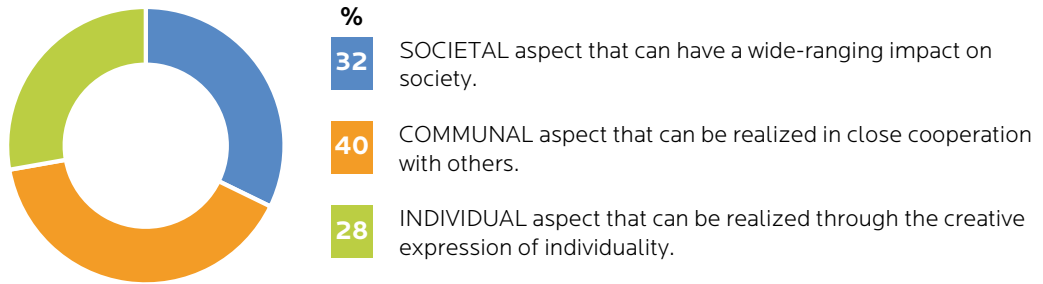 %
32 SOCIETAL aspect that can have a wide-ranging impact on
society.
40 COMMUNAL aspect that can be realized in close cooperation
with others.
28 INDIVIDUAL aspect that can be realized through the creative
expression of individuality.